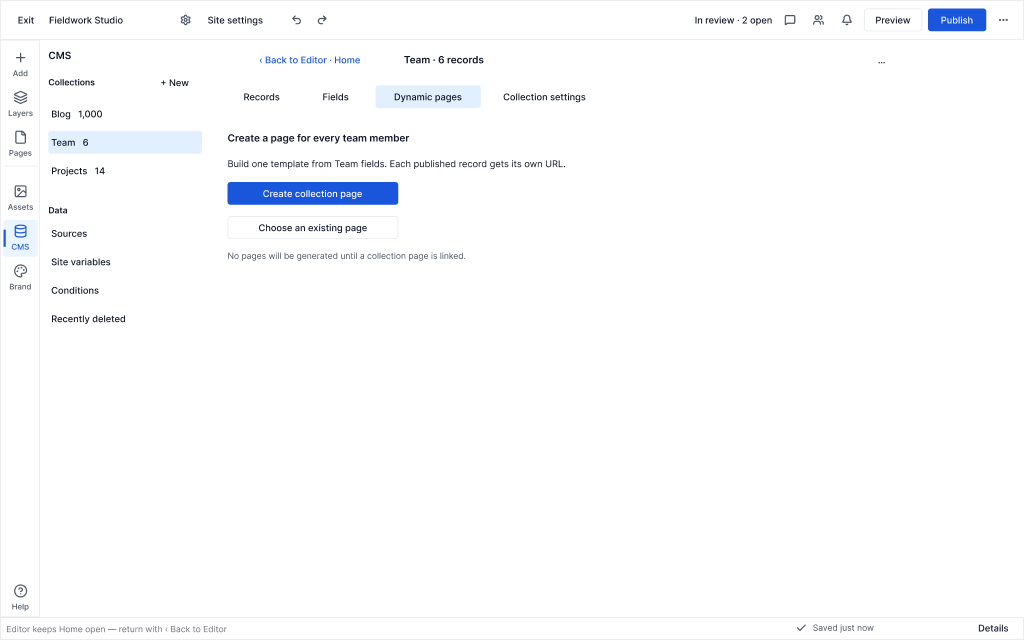 Exit Fieldwork Studio Site settings In review · 2 open Preview Publish ···
Add
Layers
Pages
Assets
CMS
Brand
Help
CMS
Collections + New
Blog 1,000
Team 6
Projects 14
Data
Sources
Site variables
Conditions
Recently deleted
‹ Back to Editor · Home Team · 6 records ...
Records Fields Dynamic pages Collection settings
Create a page for every team member
Build one template from Team fields. Each published record gets its own URL.
Create collection page
Choose an existing page
No pages will be generated until a collection page is linked.
Editor keeps Home open — return with ‹ Back to Editor Saved just now Details